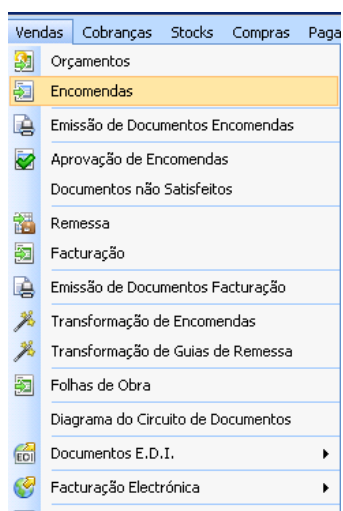 Vendas Cobranças Stocks Compras Paga
Orçamentos
Encomendas
Emissão de Documentos Encomendas
Aprovação de Encomendas
Documentos não Satisfeitos
Remessa
Facturação
Emissão de Documentos Facturação
Transformação de Encomendas
Transformação de Guias de Remessa
Folhas de Obra
Diagrama do Circuito de Documentos
EDI Documentos E.D.I.
Facturação Electrónica